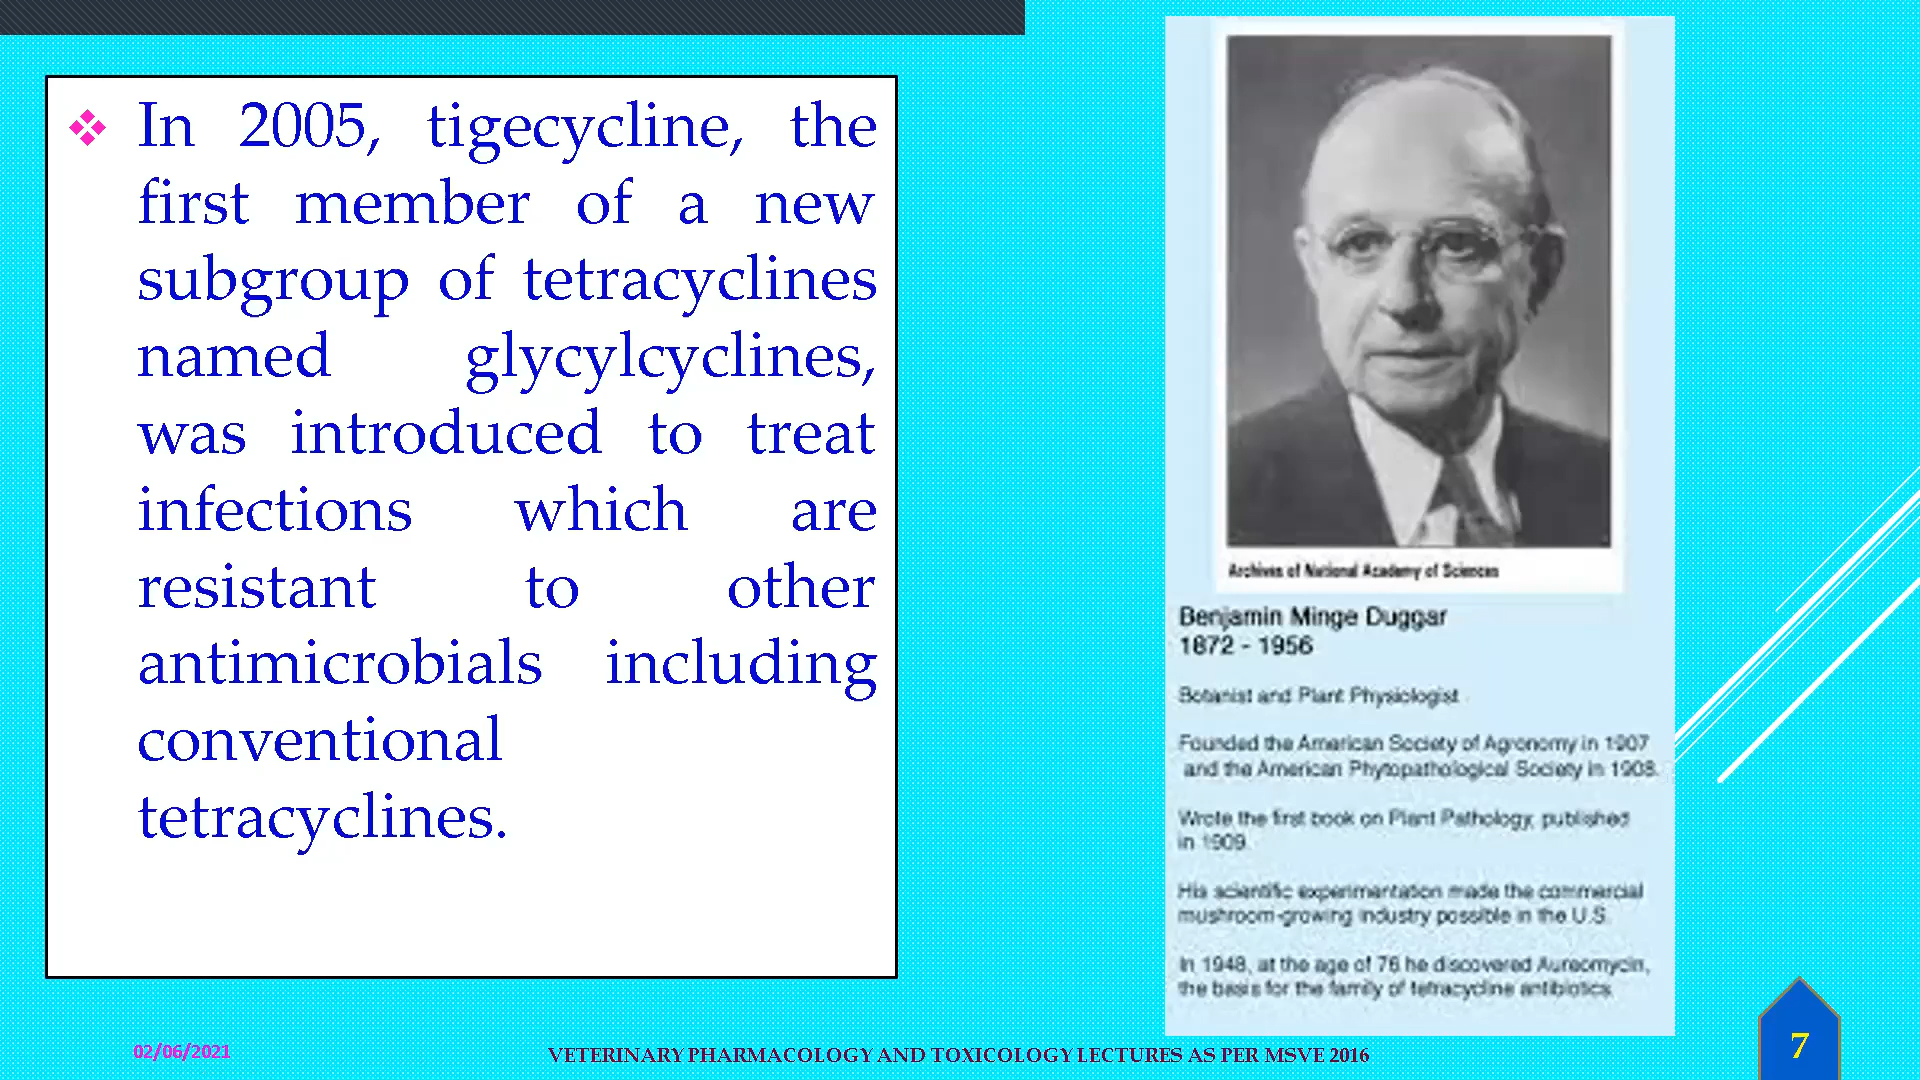 In 2005, tigecycline, the
first member of a new
subgroup of tetracyclines
named glycylcyclines,
was introduced to treat
infections which are
resistant to other
antimicrobials including
conventional
tetracyclines.
Archives of National Academy of Sciences
Benjamin Minge Duggar
1872 - 1956
Botanist and Plant Physiologist
Founded the American Society of Agronomy in 1907
and the American Phytopathological Society in 1908.
Wrote the first book on Plant Pathology, published
in 1909.
His scientific experimentation made the commercial
mushroom-growing industry possible in the U.S.
In 1948, at the age of 76 he discovered Aureomycin,
the basis for the family of tetracycline antibiotics.
02/06/2021
VETERINARY PHARMACOLOGY AND TOXICOLOGY LECTURES AS PER MSVE 2016
7